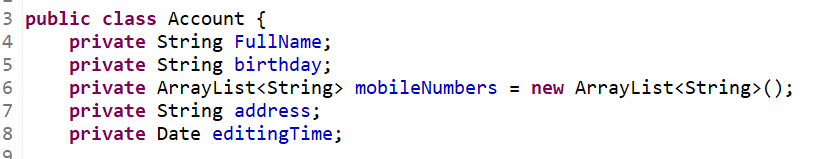 3 public class Account {
4 private String FullName;
5 private String birthday;
6 private ArrayList<String> mobileNumbers = new ArrayList<String>();
7 private String address;
8 private Date editingTime;
9